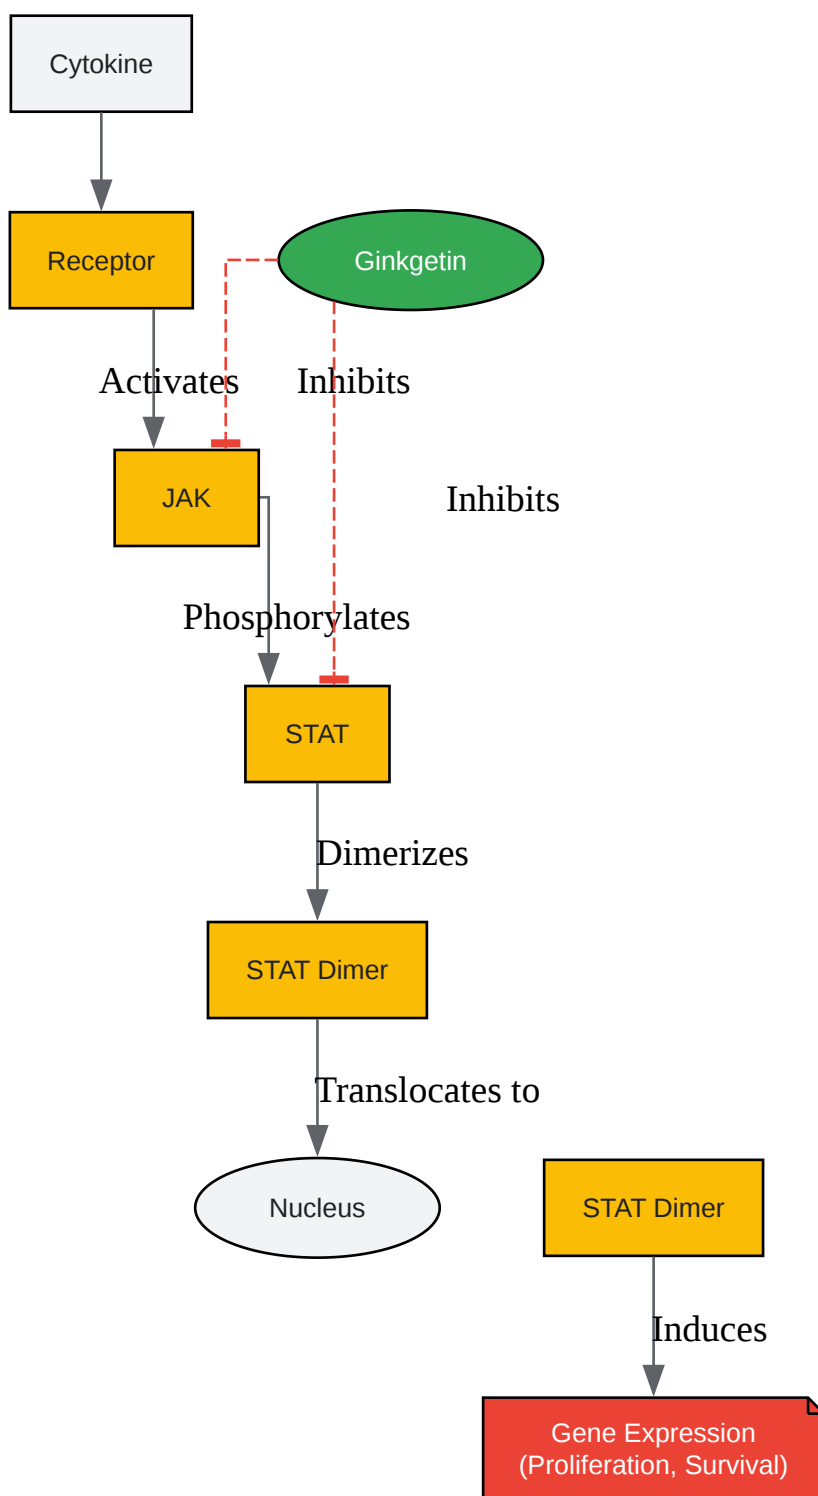 Cytokine
Receptor
Ginkgetin
Activates
Inhibits
JAK
Inhibits
Phosphorylates
STAT
Dimerizes
STAT Dimer
Translocates to
Nucleus
STAT Dimer
Induces
Gene Expression
(Proliferation, Survival)